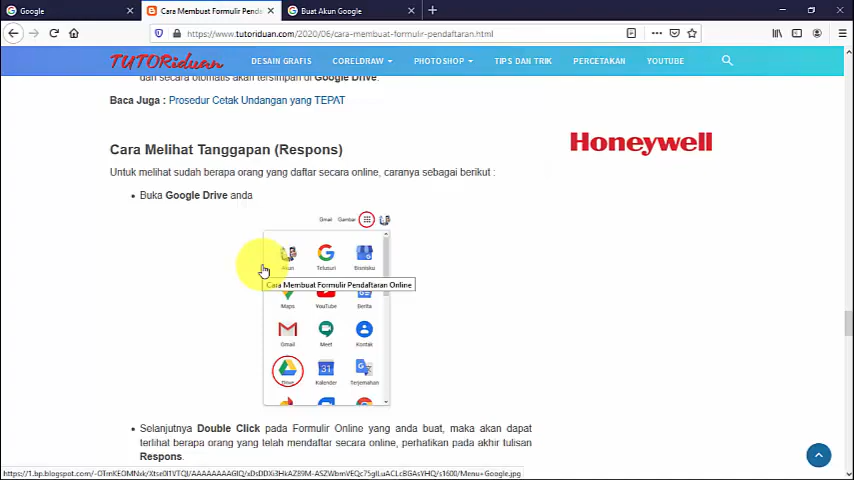 Google
Cara Membuat Formulir Penda
Buat Akun Google
https://www.tutoriduan.com/2020/06/cara-membuat-formulir-pendaftaran.html
TUTORiduan
DESAIN GRAFIS
CORELDRAW
PHOTOSHOP
TIPS DAN TRIK
PERCETAKAN
YOUTUBE
dan secara otomatis akan tersimpan di Google Drive.
Baca Juga : Prosedur Cetak Undangan yang TEPAT
Honeywell
Cara Melihat Tanggapan (Respons)
Untuk melihat sudah berapa orang yang daftar secara online, caranya sebagai berikut :
Buka Google Drive anda
Gmail Gambar
Akun Telusuri Bisnisku
Cara Membuat Formulir Pendaftaran Online
Maps YouTube Berita
Gmail Meet Kontak
31
Drive Kalender Terjemahan
Selanjutnya Double Click pada Formulir Online yang anda buat, maka akan dapat
terlihat berapa orang yang telah mendaftar secara online, perhatikan pada akhir tulisan
Respons.